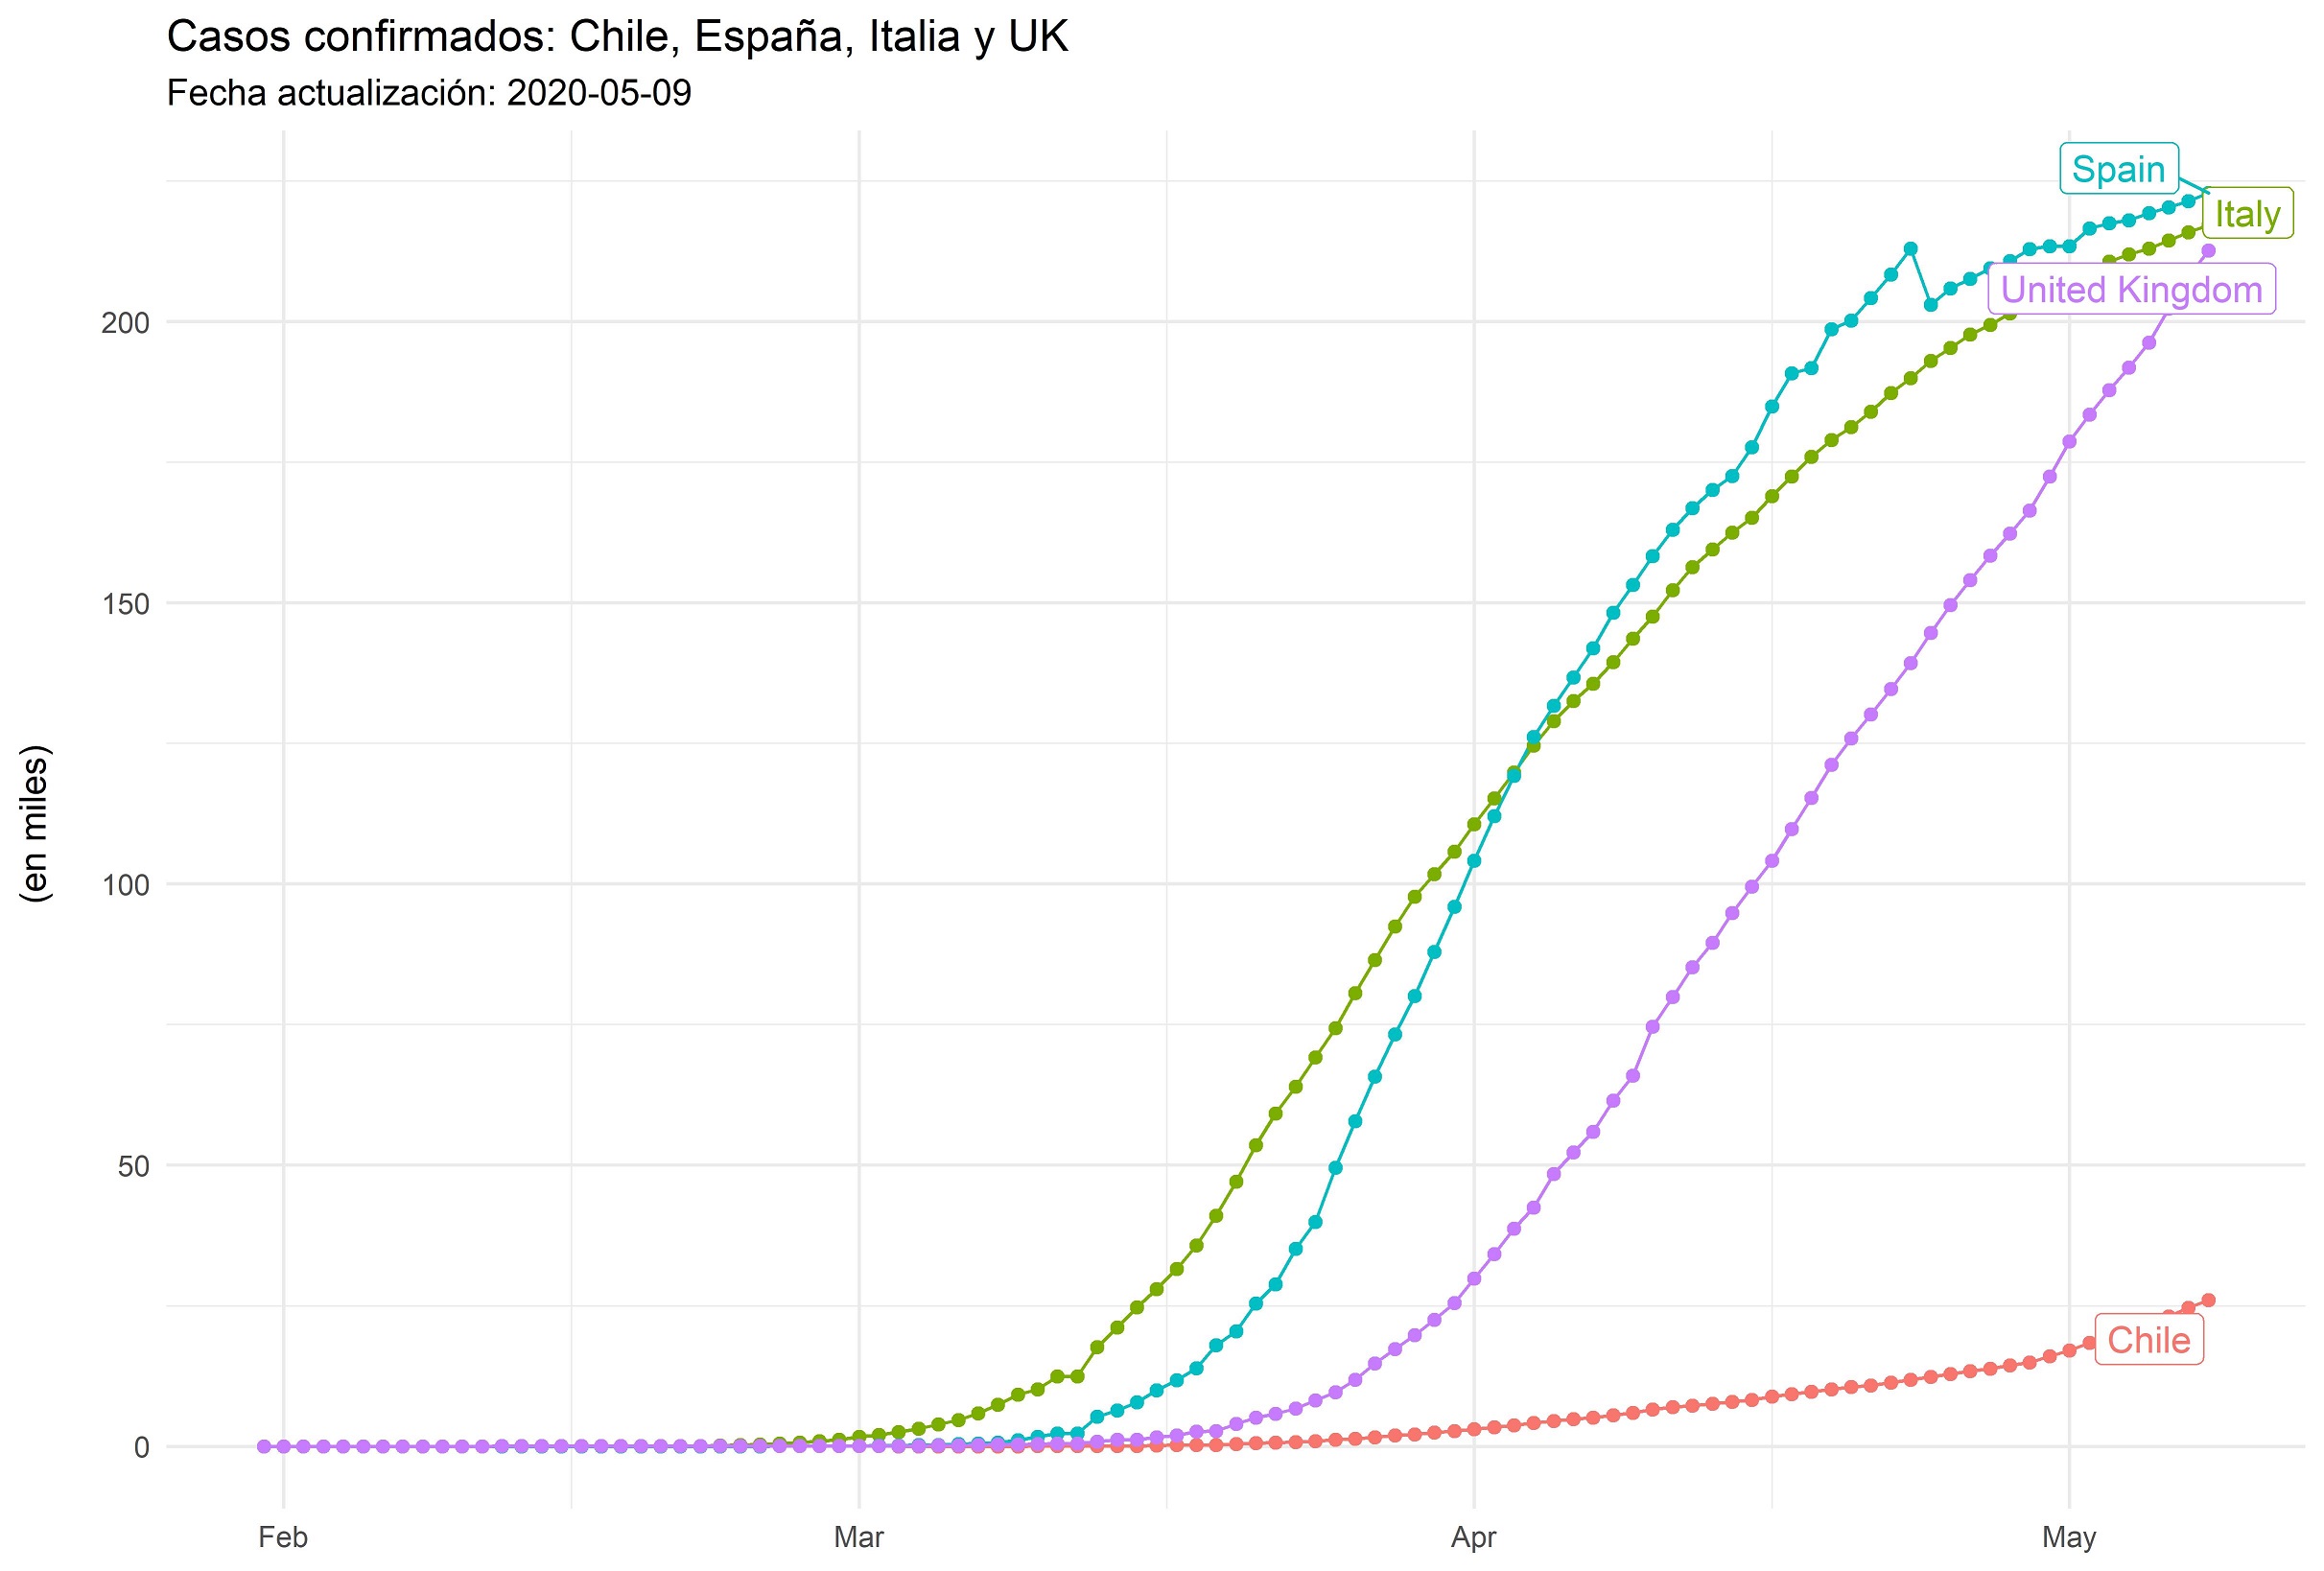 Casos confirmados: Chile, España, Italia y UK
Fecha actualización: 2020-05-09
Spain
Italy
United Kingdom
200
150
(en miles)
100
50
Chile
0
Feb Mar Apr May